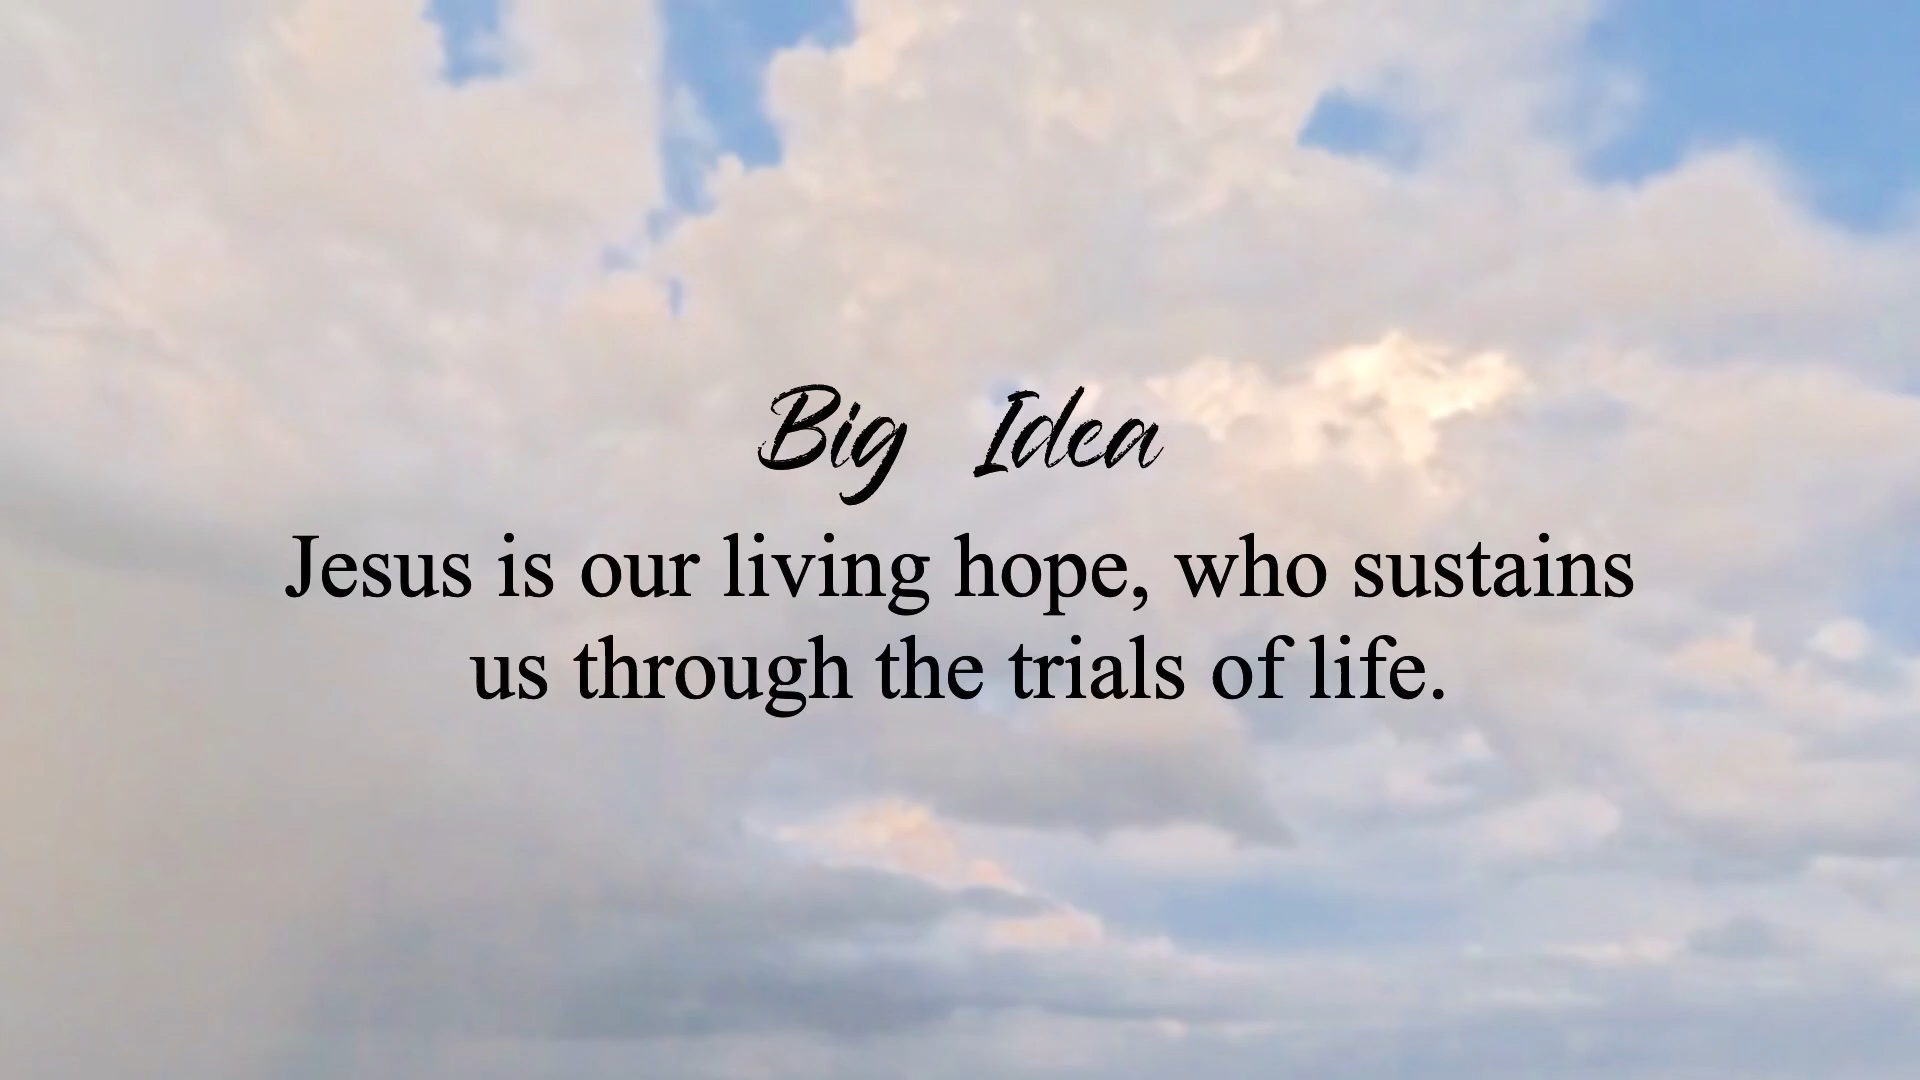 Big Idea
Jesus is our living hope, who sustains
us through the trials of life.